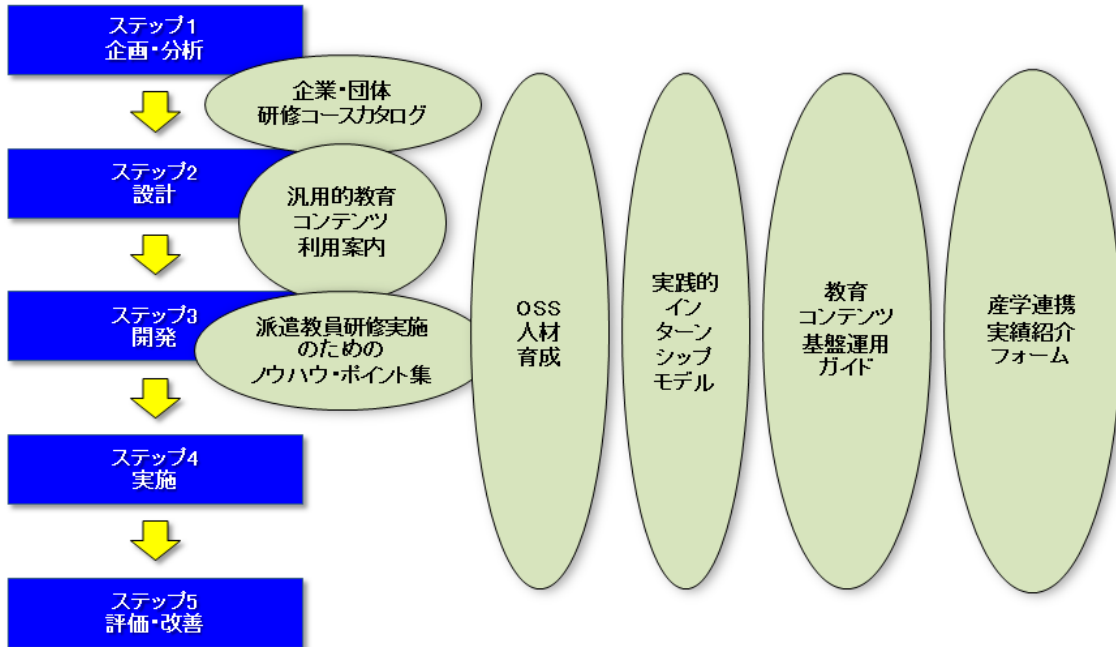 ステップ1
企画・分析
企業・団体
研修コースカタログ
ステップ2
設計
汎用的教育
コンテンツ
利用案内
ステップ3
開発
派遣教員研修実施
のための
ノウハウ・ポイント集
ステップ4
実施
ステップ5
評価・改善
OSS
人材
育成
実践的
イン
ターン
シップ
モデル
教育
コンテンツ
基盤運用
ガイド
産学連携
実績紹介
フォーム